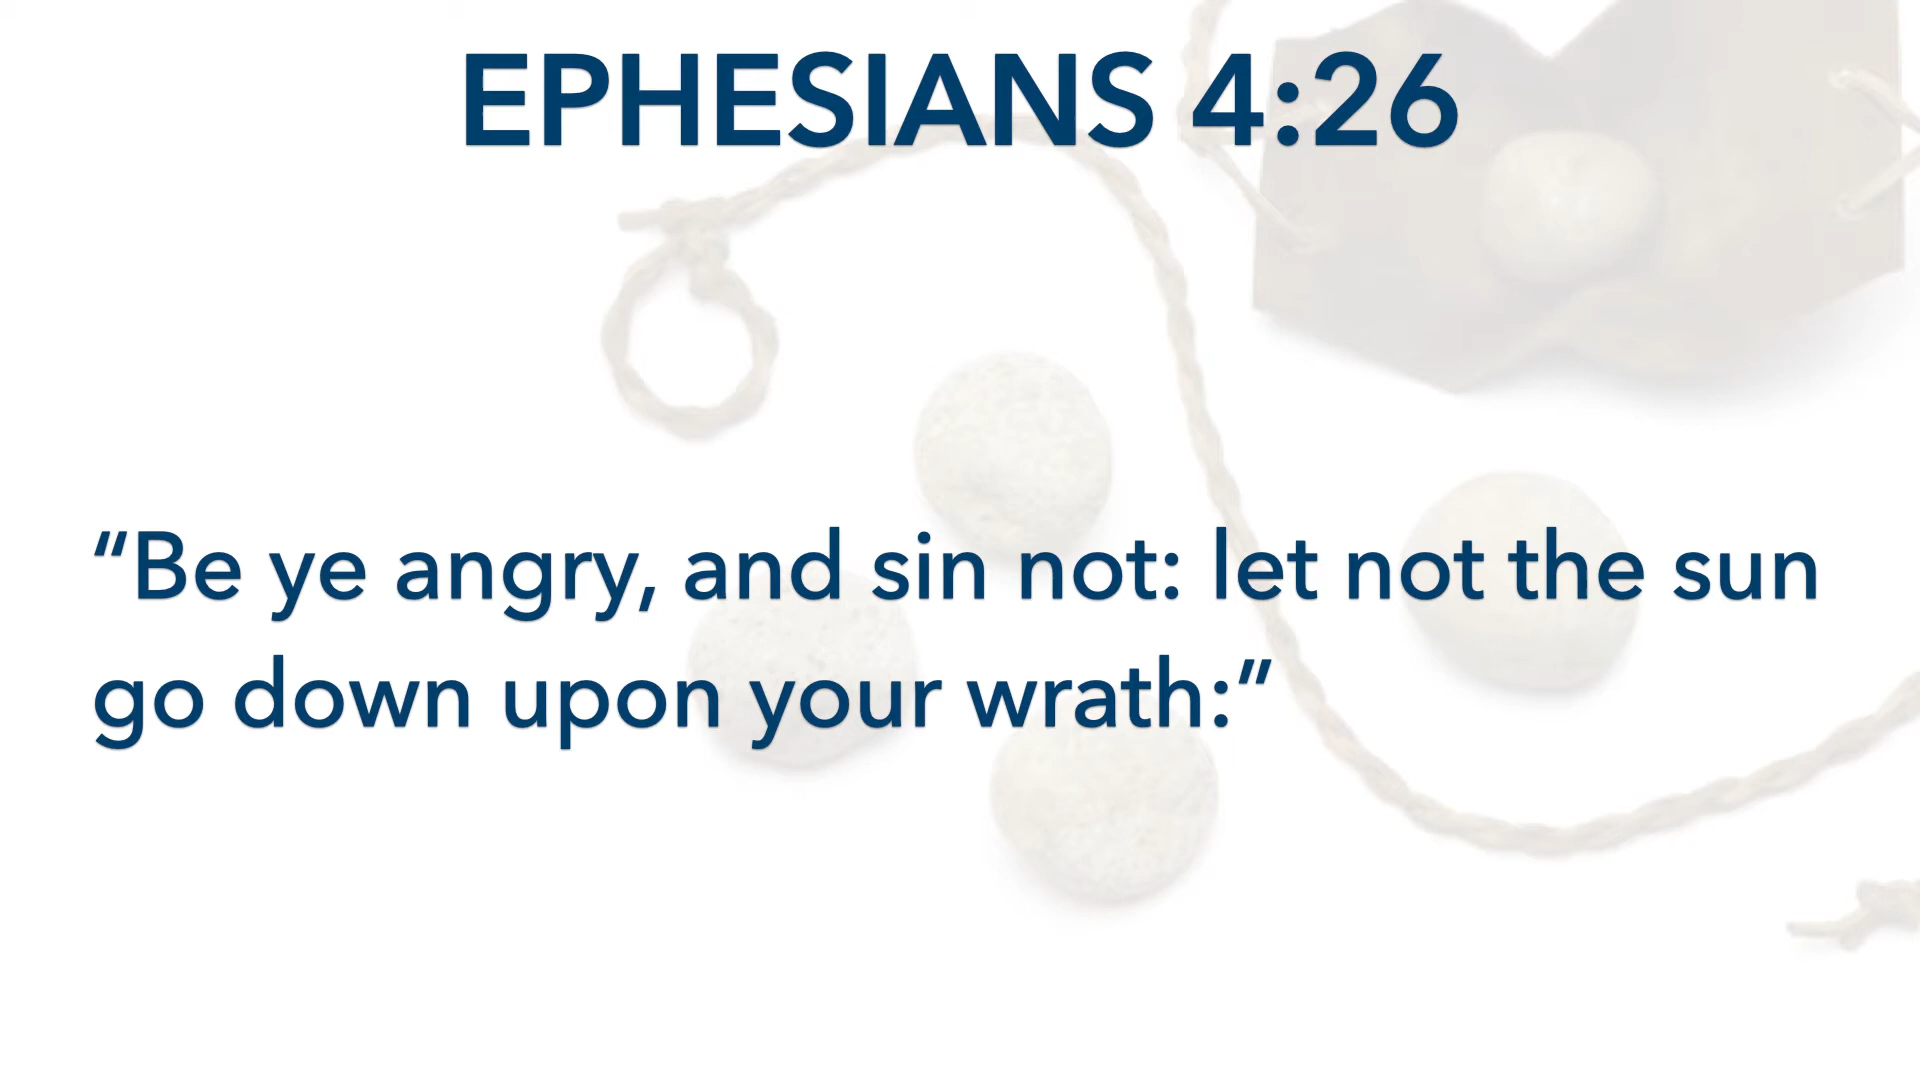 EPHESIANS 4:26
“Be ye angry, and sin not: let not the sun
go down upon your wrath:”